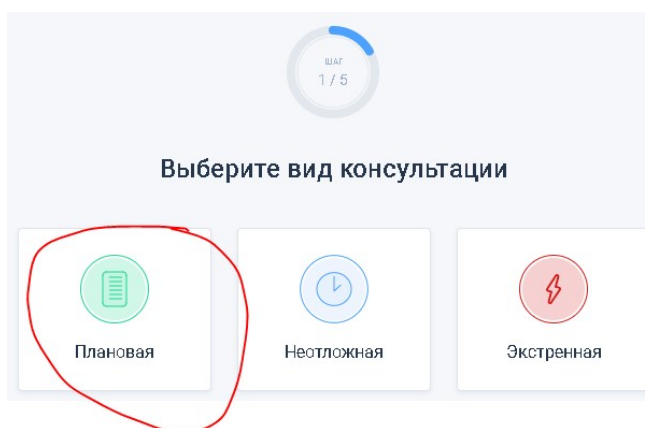 ШАГ
1 / 5
Выберите вид консультации
Плановая
Неотложная
Экстренная